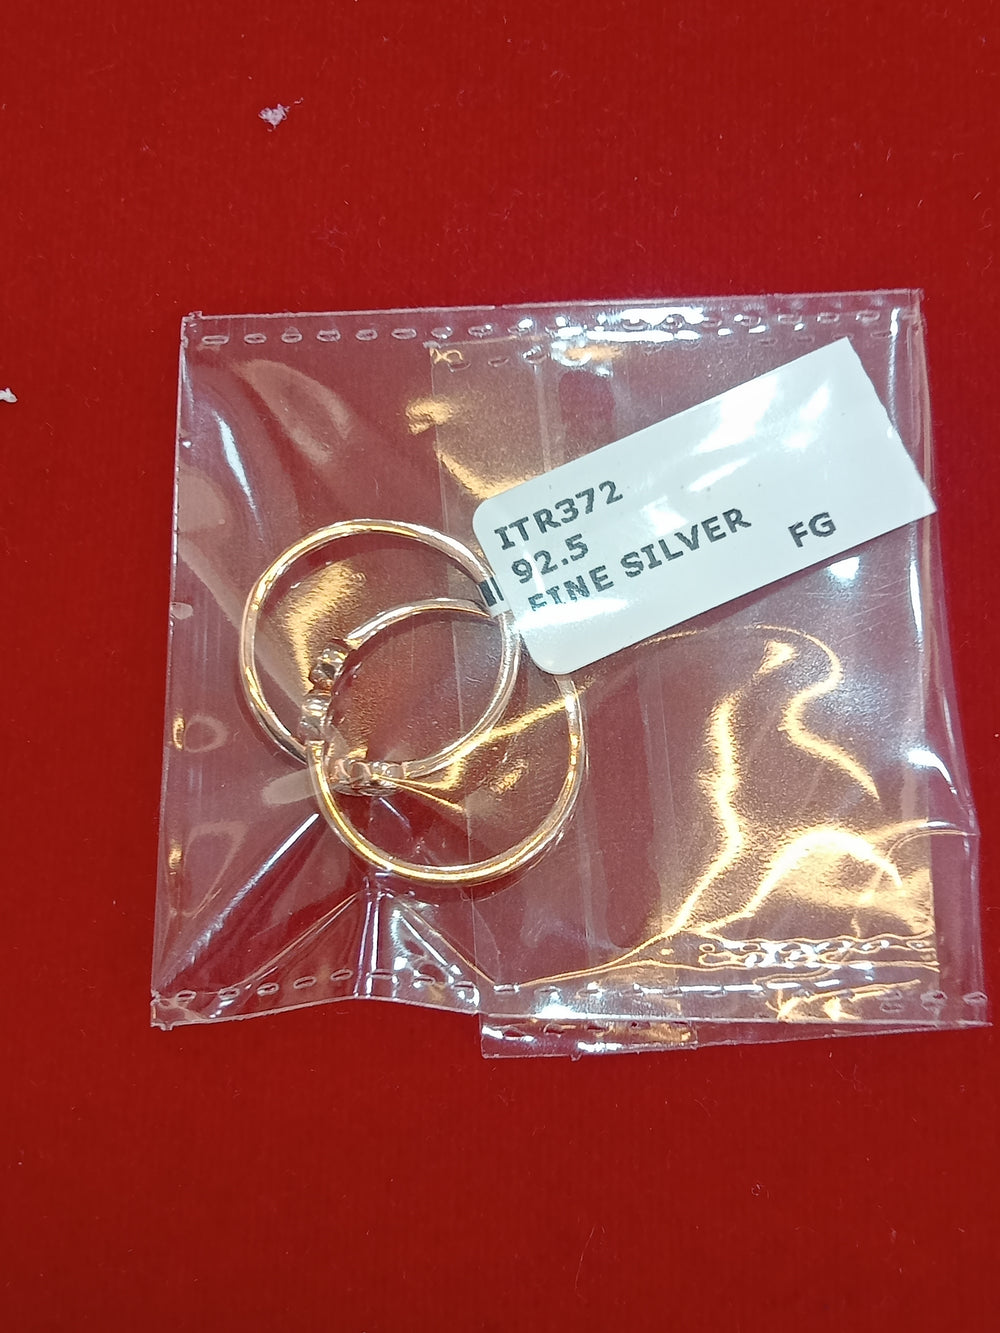 ITR372
92.5
FINE SILVER FG